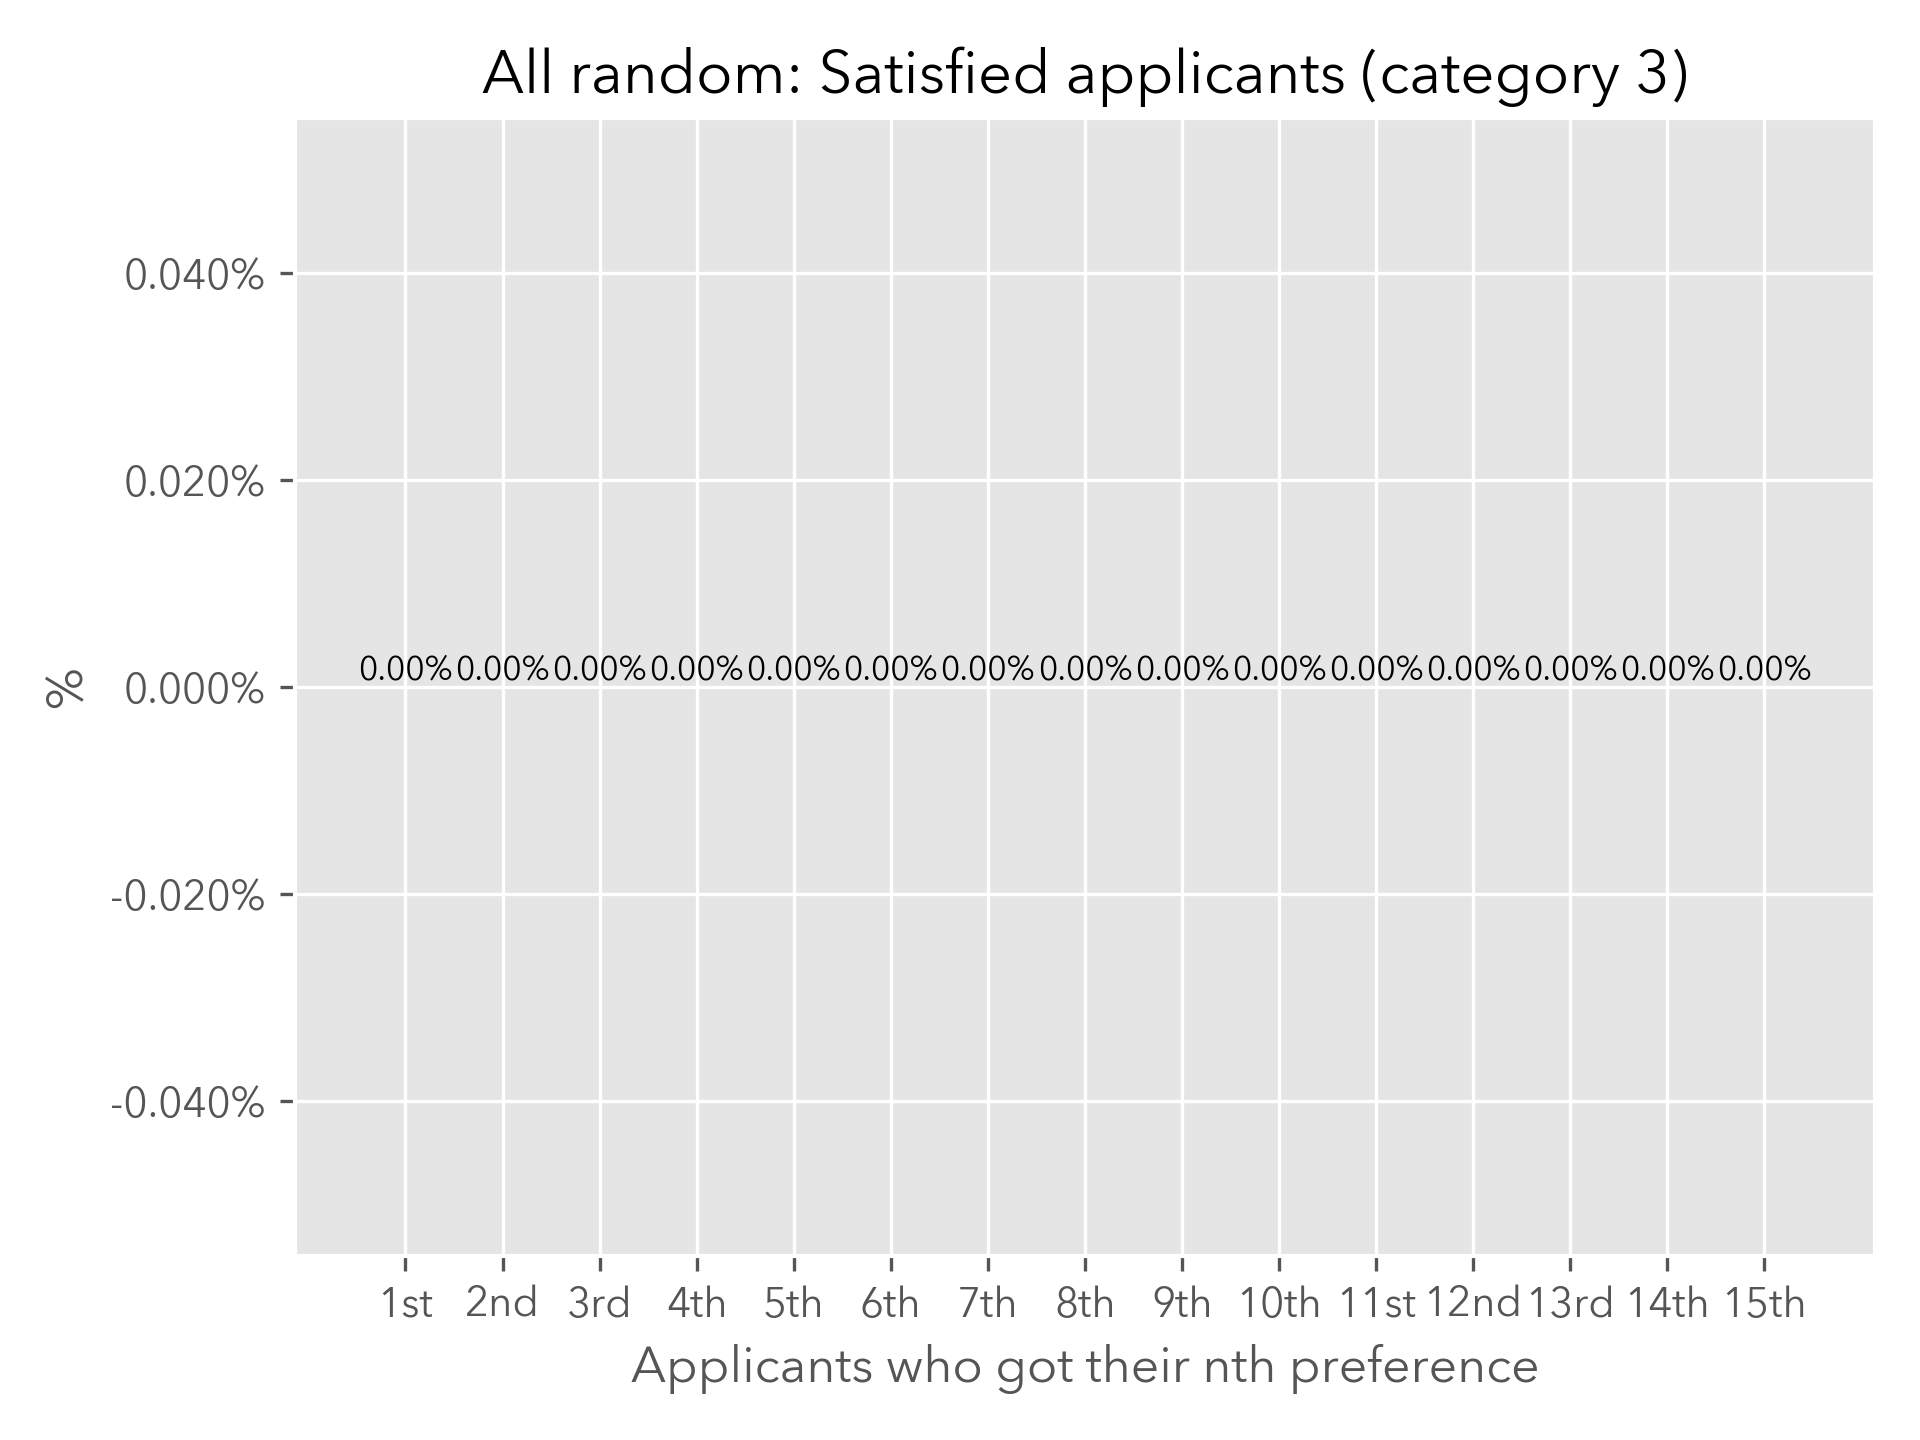 All random: Satisfied applicants (category 3)
0.040%
0.020%
0.00% 0.00% 0.00% 0.00% 0.00% 0.00% 0.00% 0.00% 0.00% 0.00% 0.00% 0.00% 0.00% 0.00% 0.00%
% 0.000%
-0.020%
-0.040%
1st 2nd 3rd 4th 5th 6th 7th 8th 9th 10th 11st 12nd 13rd 14th 15th
Applicants who got their nth preference